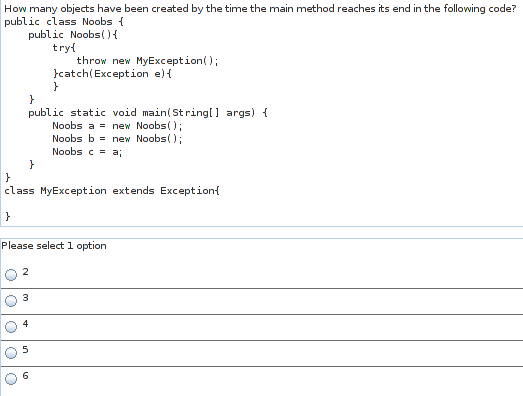 How many objects have been created by the time the main method reaches its end in the following code?
public class Noobs {
public Noobs(){
try{
throw new MyException();
}catch(Exception e){
}
}
public static void main(String[] args) {
Noobs a = new Noobs();
Noobs b = new Noobs();
Noobs c = a;
}
}
class MyException extends Exception{
}
Please select 1 option
2
3
4
5
6